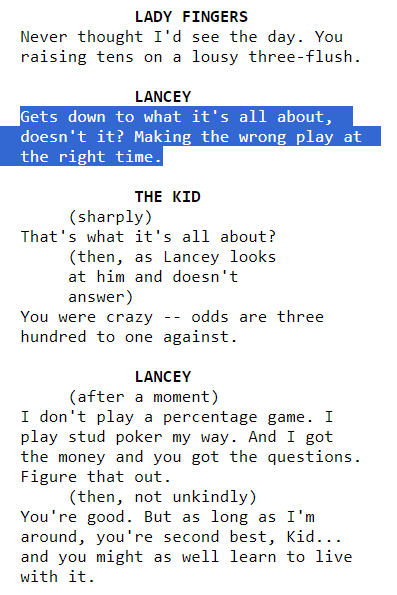 LADY FINGERS
Never thought I'd see the day. You
raising tens on a lousy three-flush.
LANCEY
Gets down to what it's all about,
doesn't it? Making the wrong play at
the right time.
THE KID
(sharply)
That's what it's all about?
(then, as Lancey looks
at him and doesn't
answer)
You were crazy -- odds are three
hundred to one against.
LANCEY
(after a moment)
I don't play a percentage game. I
play stud poker my way. And I got
the money and you got the questions.
Figure that out.
(then, not unkindly)
You're good. But as long as I'm
around, you're second best, Kid...
and you might as well learn to live
with it.